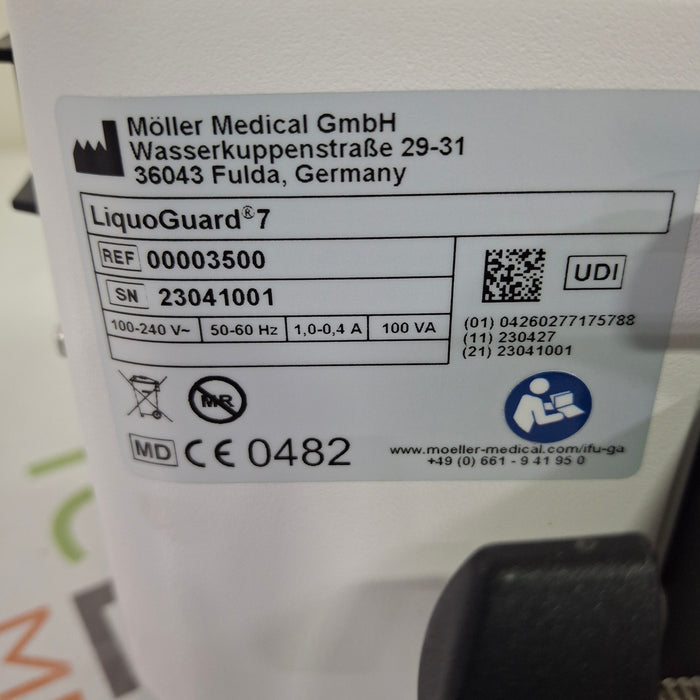 Möller Medical GmbH
Wasserkuppenstraße 29-31
36043 Fulda, Germany
LiquoGuard®7
REF 00003500
SN 23041001
100-240 V~ 50-60 Hz 1,0-0,4 A 100 VA
UDI
(01) 04260277175788
(11) 230427
(21) 23041001
MR
MD CE 0482
www.moeller-medical.com/ifu-ga
+49 (0) 661 - 9 41 95 0